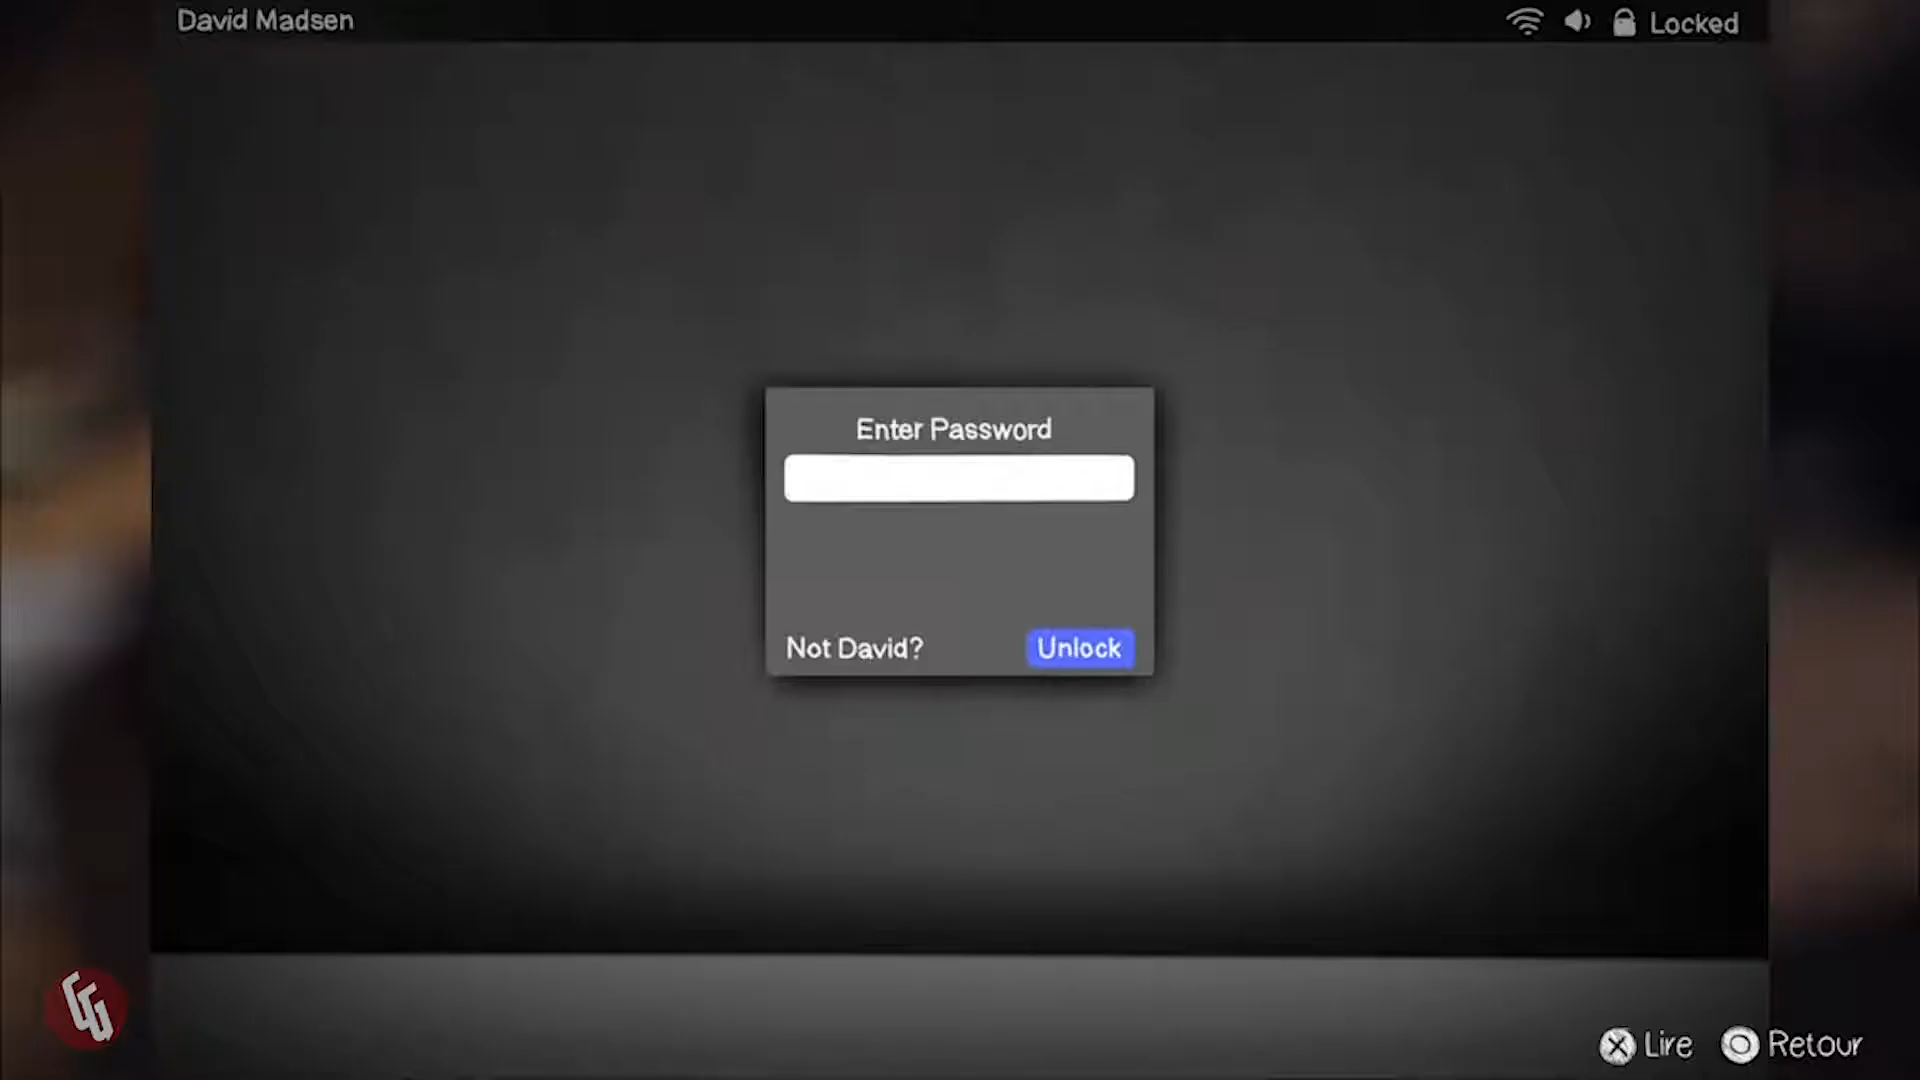 David Madsen
Locked
Enter Password
Not David?
Unlock
Lire
Retour